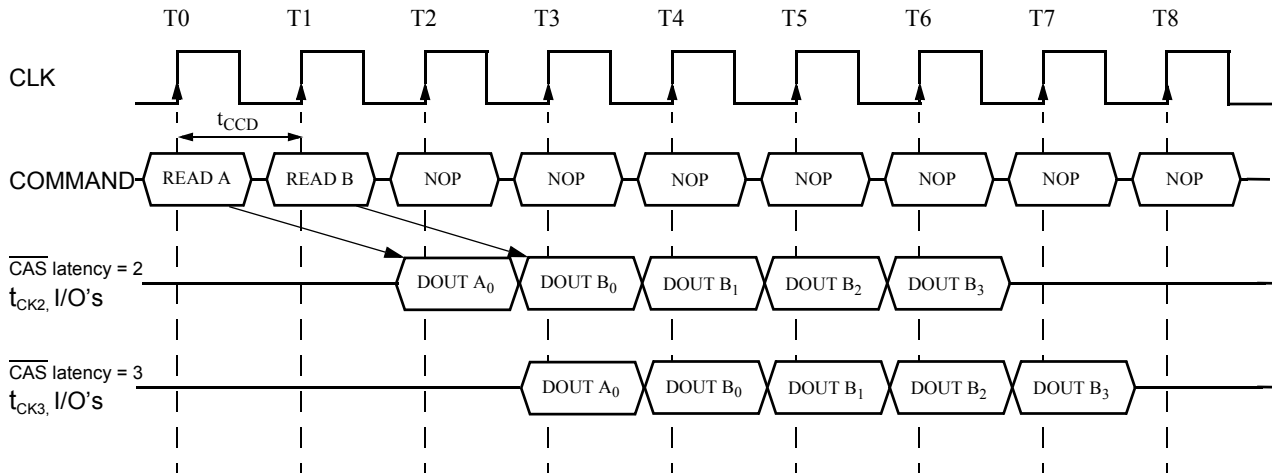 T0 T1 T2 T3 T4 T5 T6 T7 T8
CLK
tCCD
COMMAND READ A READ B NOP NOP NOP NOP NOP NOP NOP
CAS latency = 2
tCK2, I/O's DOUT A0 DOUT B0 DOUT B1 DOUT B2 DOUT B3
CAS latency = 3
tCK3, I/O's DOUT A0 DOUT B0 DOUT B1 DOUT B2 DOUT B3